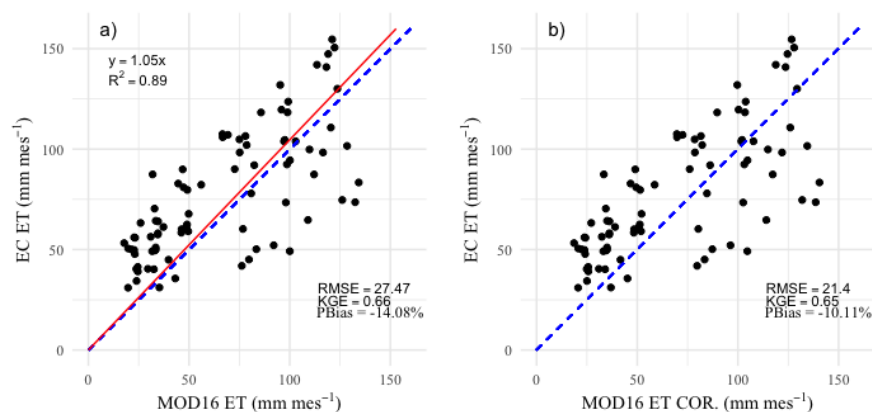 a)
y = 1.05x
R² = 0.89
150
100
50
0
EC ET (mm mes⁻¹)
RMSE = 27.47
KGE = 0.66
PBias = -14.08%
0 50 100 150
MOD16 ET (mm mes⁻¹)
b)
150
100
50
0
EC ET (mm mes⁻¹)
RMSE = 21.4
KGE = 0.65
PBias = -10.11%
0 50 100 150
MOD16 ET COR. (mm mes⁻¹)